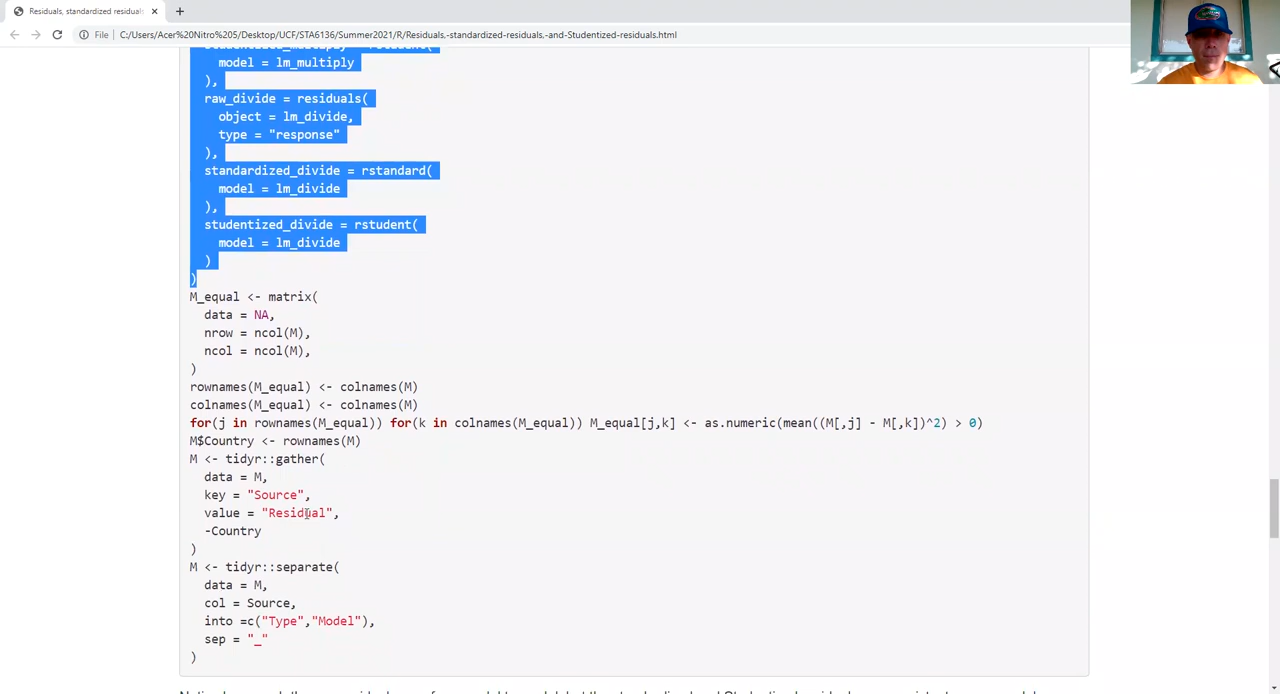 Residuals, standardized residuals
File
C:/Users/Acer%20Nitro%205/Desktop/UCF/STA6136/Summer2021/R/Residuals,-standardized-residuals,-and-Studentized-residuals.html
studentized_multiply = rstudent(
model = lm_multiply
),
raw_divide = residuals(
object = lm_divide,
type = "response"
),
standardized_divide = rstandard(
model = lm_divide
),
studentized_divide = rstudent(
model = lm_divide
)
)
M_equal <- matrix(
data = NA,
nrow = ncol(M),
ncol = ncol(M),
)
rownames(M_equal) <- colnames(M)
colnames(M_equal) <- colnames(M)
for(j in rownames(M_equal)) for(k in colnames(M_equal)) M_equal[j,k] <- as.numeric(mean((M[,j] - M[,k])^2) > 0)
M$Country <- rownames(M)
M <- tidyr::gather(
data = M,
key = "Source",
value = "Residual",
-Country
)
M <- tidyr::separate(
data = M,
col = Source,
into =c("Type","Model"),
sep = "_"
)